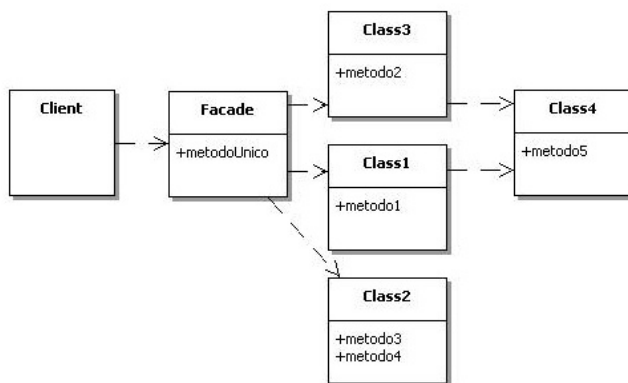 Client
Facade
+metodoUnico
Class3
+metodo2
Class1
+metodo1
Class2
+metodo3
+metodo4
Class4
+metodo5